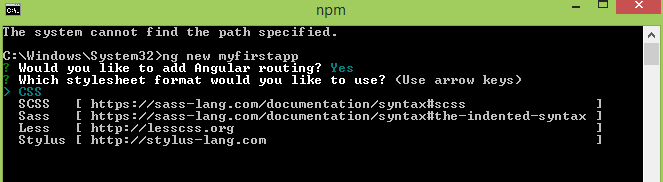 npm
The system cannot find the path specified.
C:\Windows\System32>ng new myfirstapp
? Would you like to add Angular routing? Yes
? Which stylesheet format would you like to use? (Use arrow keys)
> CSS
SCSS [ https://sass-lang.com/documentation/syntax#scss ]
Sass [ https://sass-lang.com/documentation/syntax#the-indented-syntax ]
Less [ http://lesscss.org ]
Stylus [ http://stylus-lang.com ]